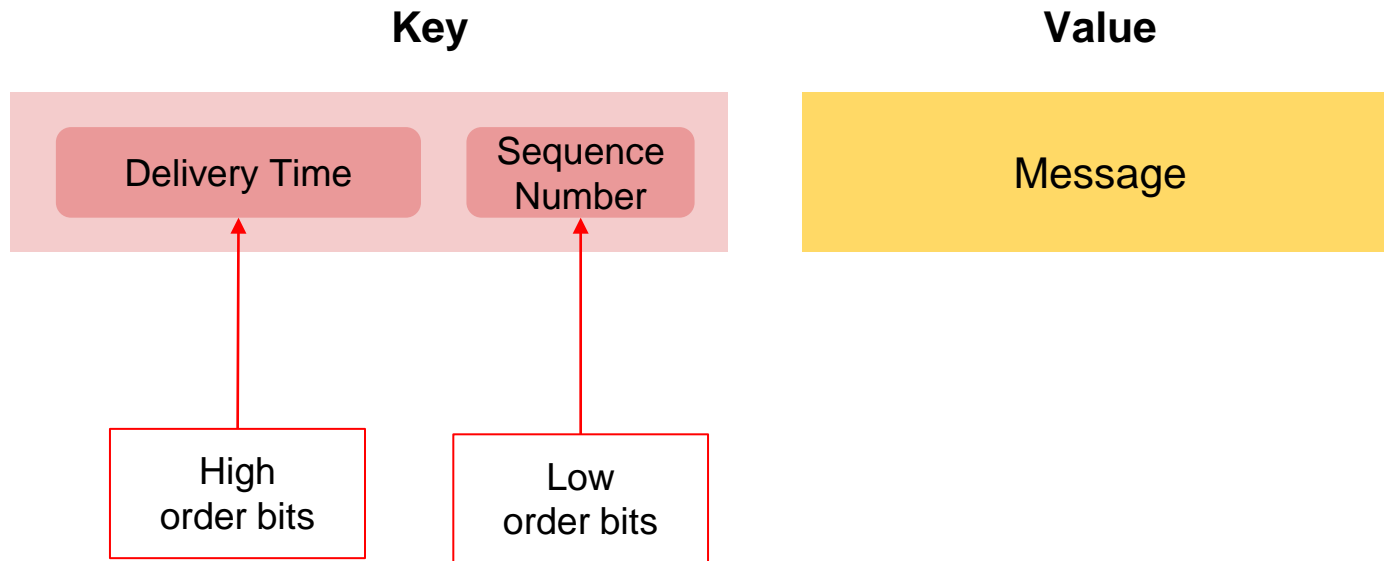 Key
Value
Delivery Time
Sequence
Number
Message
High
order bits
Low
order bits